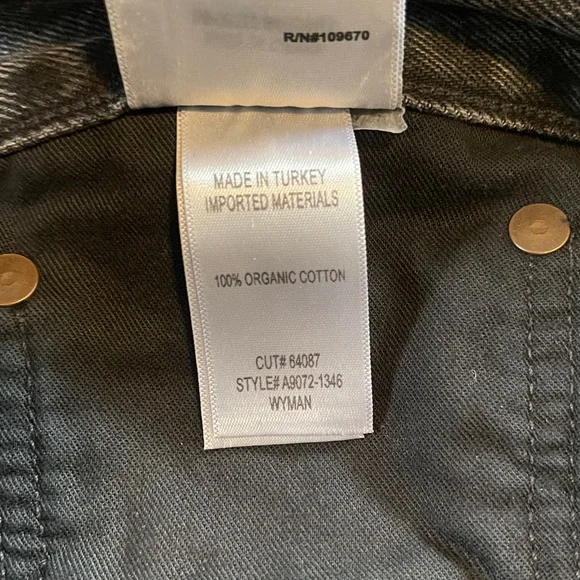 R/N#109670
MADE IN TURKEY
IMPORTED MATERIALS
100% ORGANIC COTTON
CUT# 64087
STYLE# A9072-1346
WYMAN